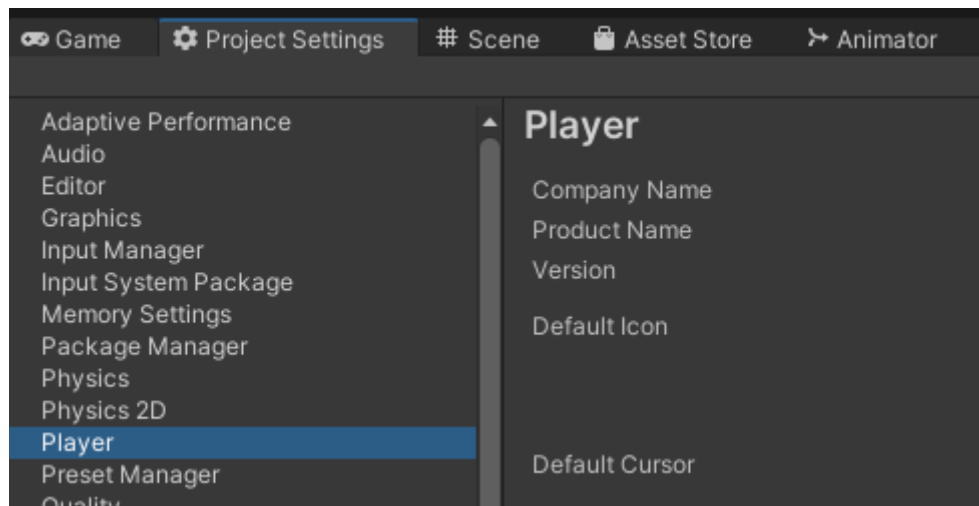 Game Project Settings Scene Asset Store Animator
Adaptive Performance
Audio
Editor
Graphics
Input Manager
Input System Package
Memory Settings
Package Manager
Physics
Physics 2D
Player
Preset Manager
Quality
Player
Company Name
Product Name
Version
Default Icon
Default Cursor